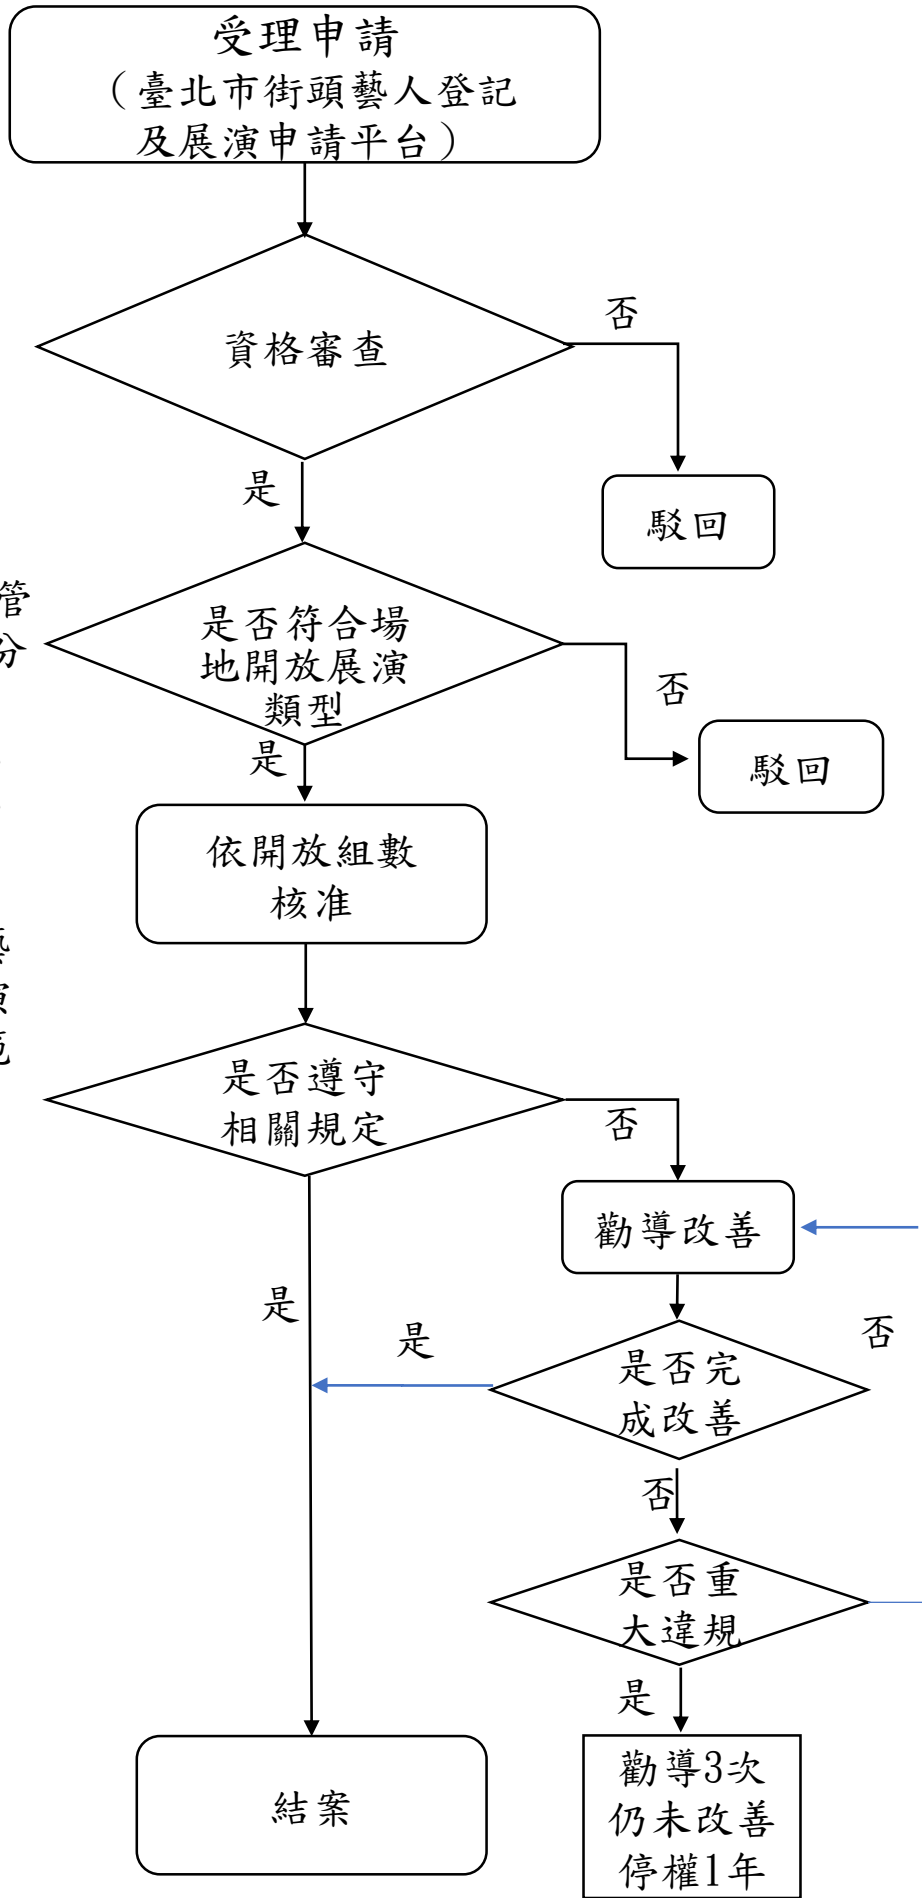 受理申請
（臺北市街頭藝人登記
及展演申請平台）
資格審查
否
是
駁回
管
分
是否符合場
地開放展演
類型
否
是
駁回
依開放組數
核准
是否遵守
相關規定
否
勸導改善
是
是
否
是否完
成改善
否
是否重
大違規
是
結案
勸導3次
仍未改善
停權1年